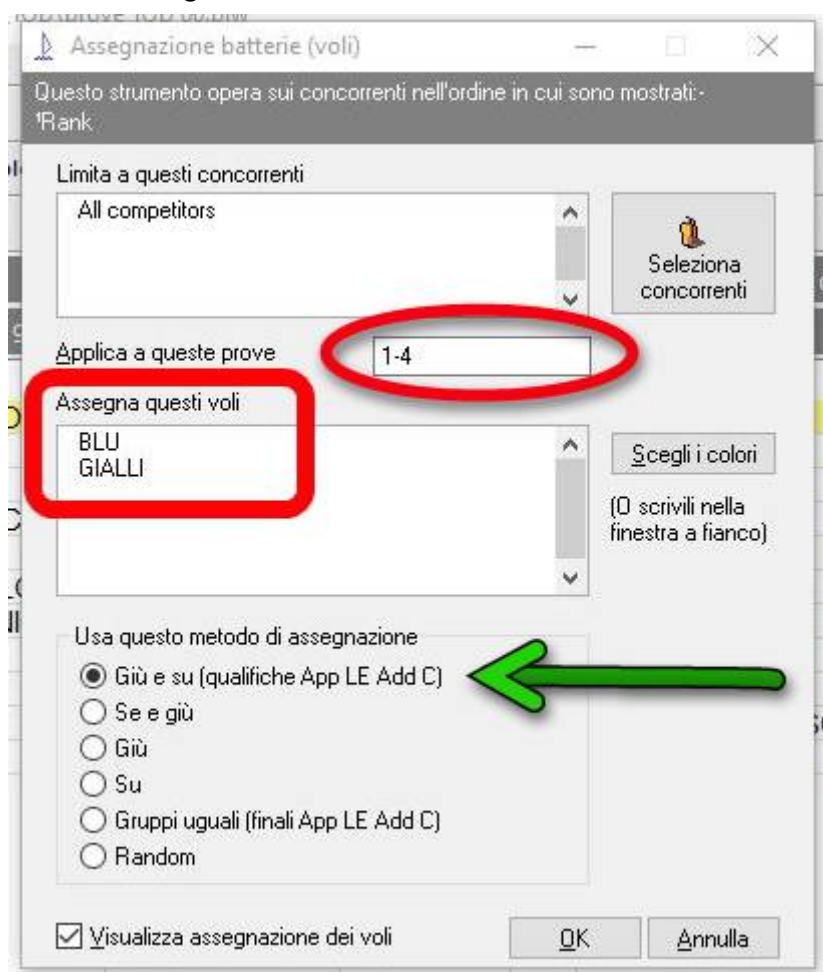 Assegnazione batterie (voli)
Questo strumento opera sui concorrenti nell'ordine in cui sono mostrati:-
¹Rank
Limita a questi concorrenti
All competitors
Seleziona
concorrenti
Applica a queste prove
1-4
Assegna questi voli
BLU
GIALLI
Scegli i colori
(O scrivili nella
finestra a fianco)
Usa questo metodo di assegnazione
Giù e su (qualifiche App LE Add C)
Se e giù
Giù
Su
Gruppi uguali (finali App LE Add C)
Random
Visualizza assegnazione dei voli
OK
Annulla